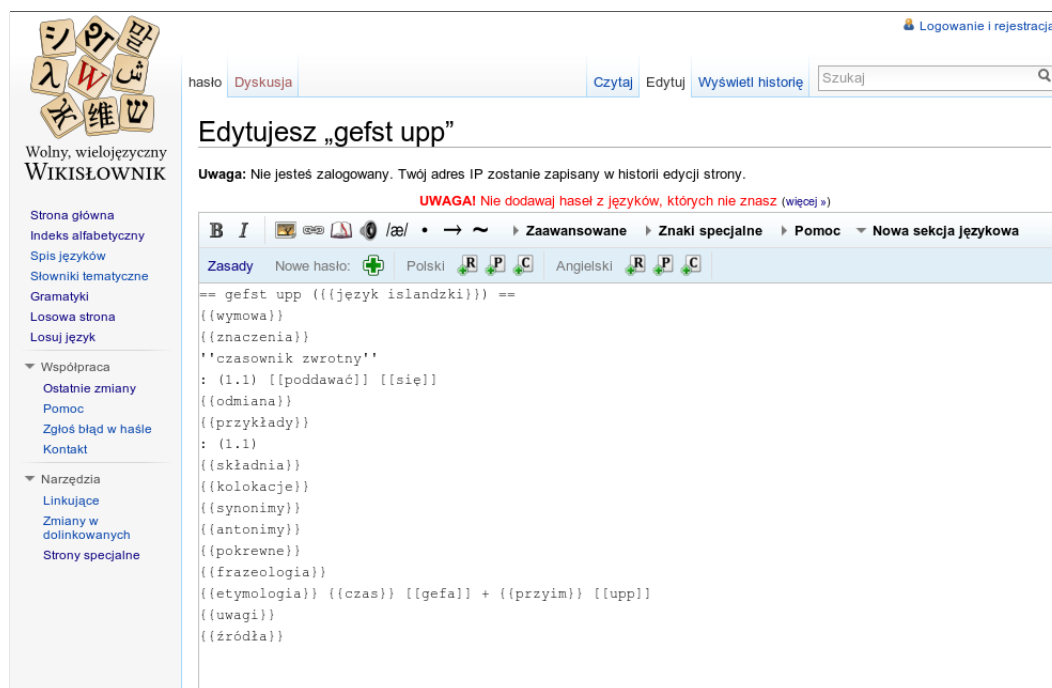 Logowanie i rejestracja
シ 말
λ W ش
维 ש
Wolny, wielojęzyczny
WIKISŁOWNIK
hasło Dyskusja Czytaj Edytuj Wyświetl historię Szukaj
Edytujesz „gefst upp”
Uwaga: Nie jesteś zalogowany. Twój adres IP zostanie zapisany w historii edycji strony.
UWAGA! Nie dodawaj haseł z języków, których nie znasz (więcej »)
B I /æ/ • → ~ Zaawansowane Znaki specjalne Pomoc Nowa sekcja językowa
Zasady Nowe hasło: Polski R P C Angielski R P C
== gefst upp ({{język islandzki}}) ==
{{wymowa}}
{{znaczenia}}
''czasownik zwrotny''
: (1.1) [[poddawać]] [[się]]
{{odmiana}}
{{przykłady}}
: (1.1)
{{składnia}}
{{kolokacje}}
{{synonimy}}
{{antonimy}}
{{pokrewne}}
{{frazeologia}}
{{etymologia}} {{czas}} [[gefa]] + {{przyim}} [[upp]]
{{uwagi}}
{{źródła}}
Strona główna
Indeks alfabetyczny
Spis języków
Słowniki tematyczne
Gramatyki
Losowa strona
Losuj język
Współpraca
Ostatnie zmiany
Pomoc
Zgłoś błąd w haśle
Kontakt
Narzędzia
Linkujące
Zmiany w
dolinkowanych
Strony specjalne